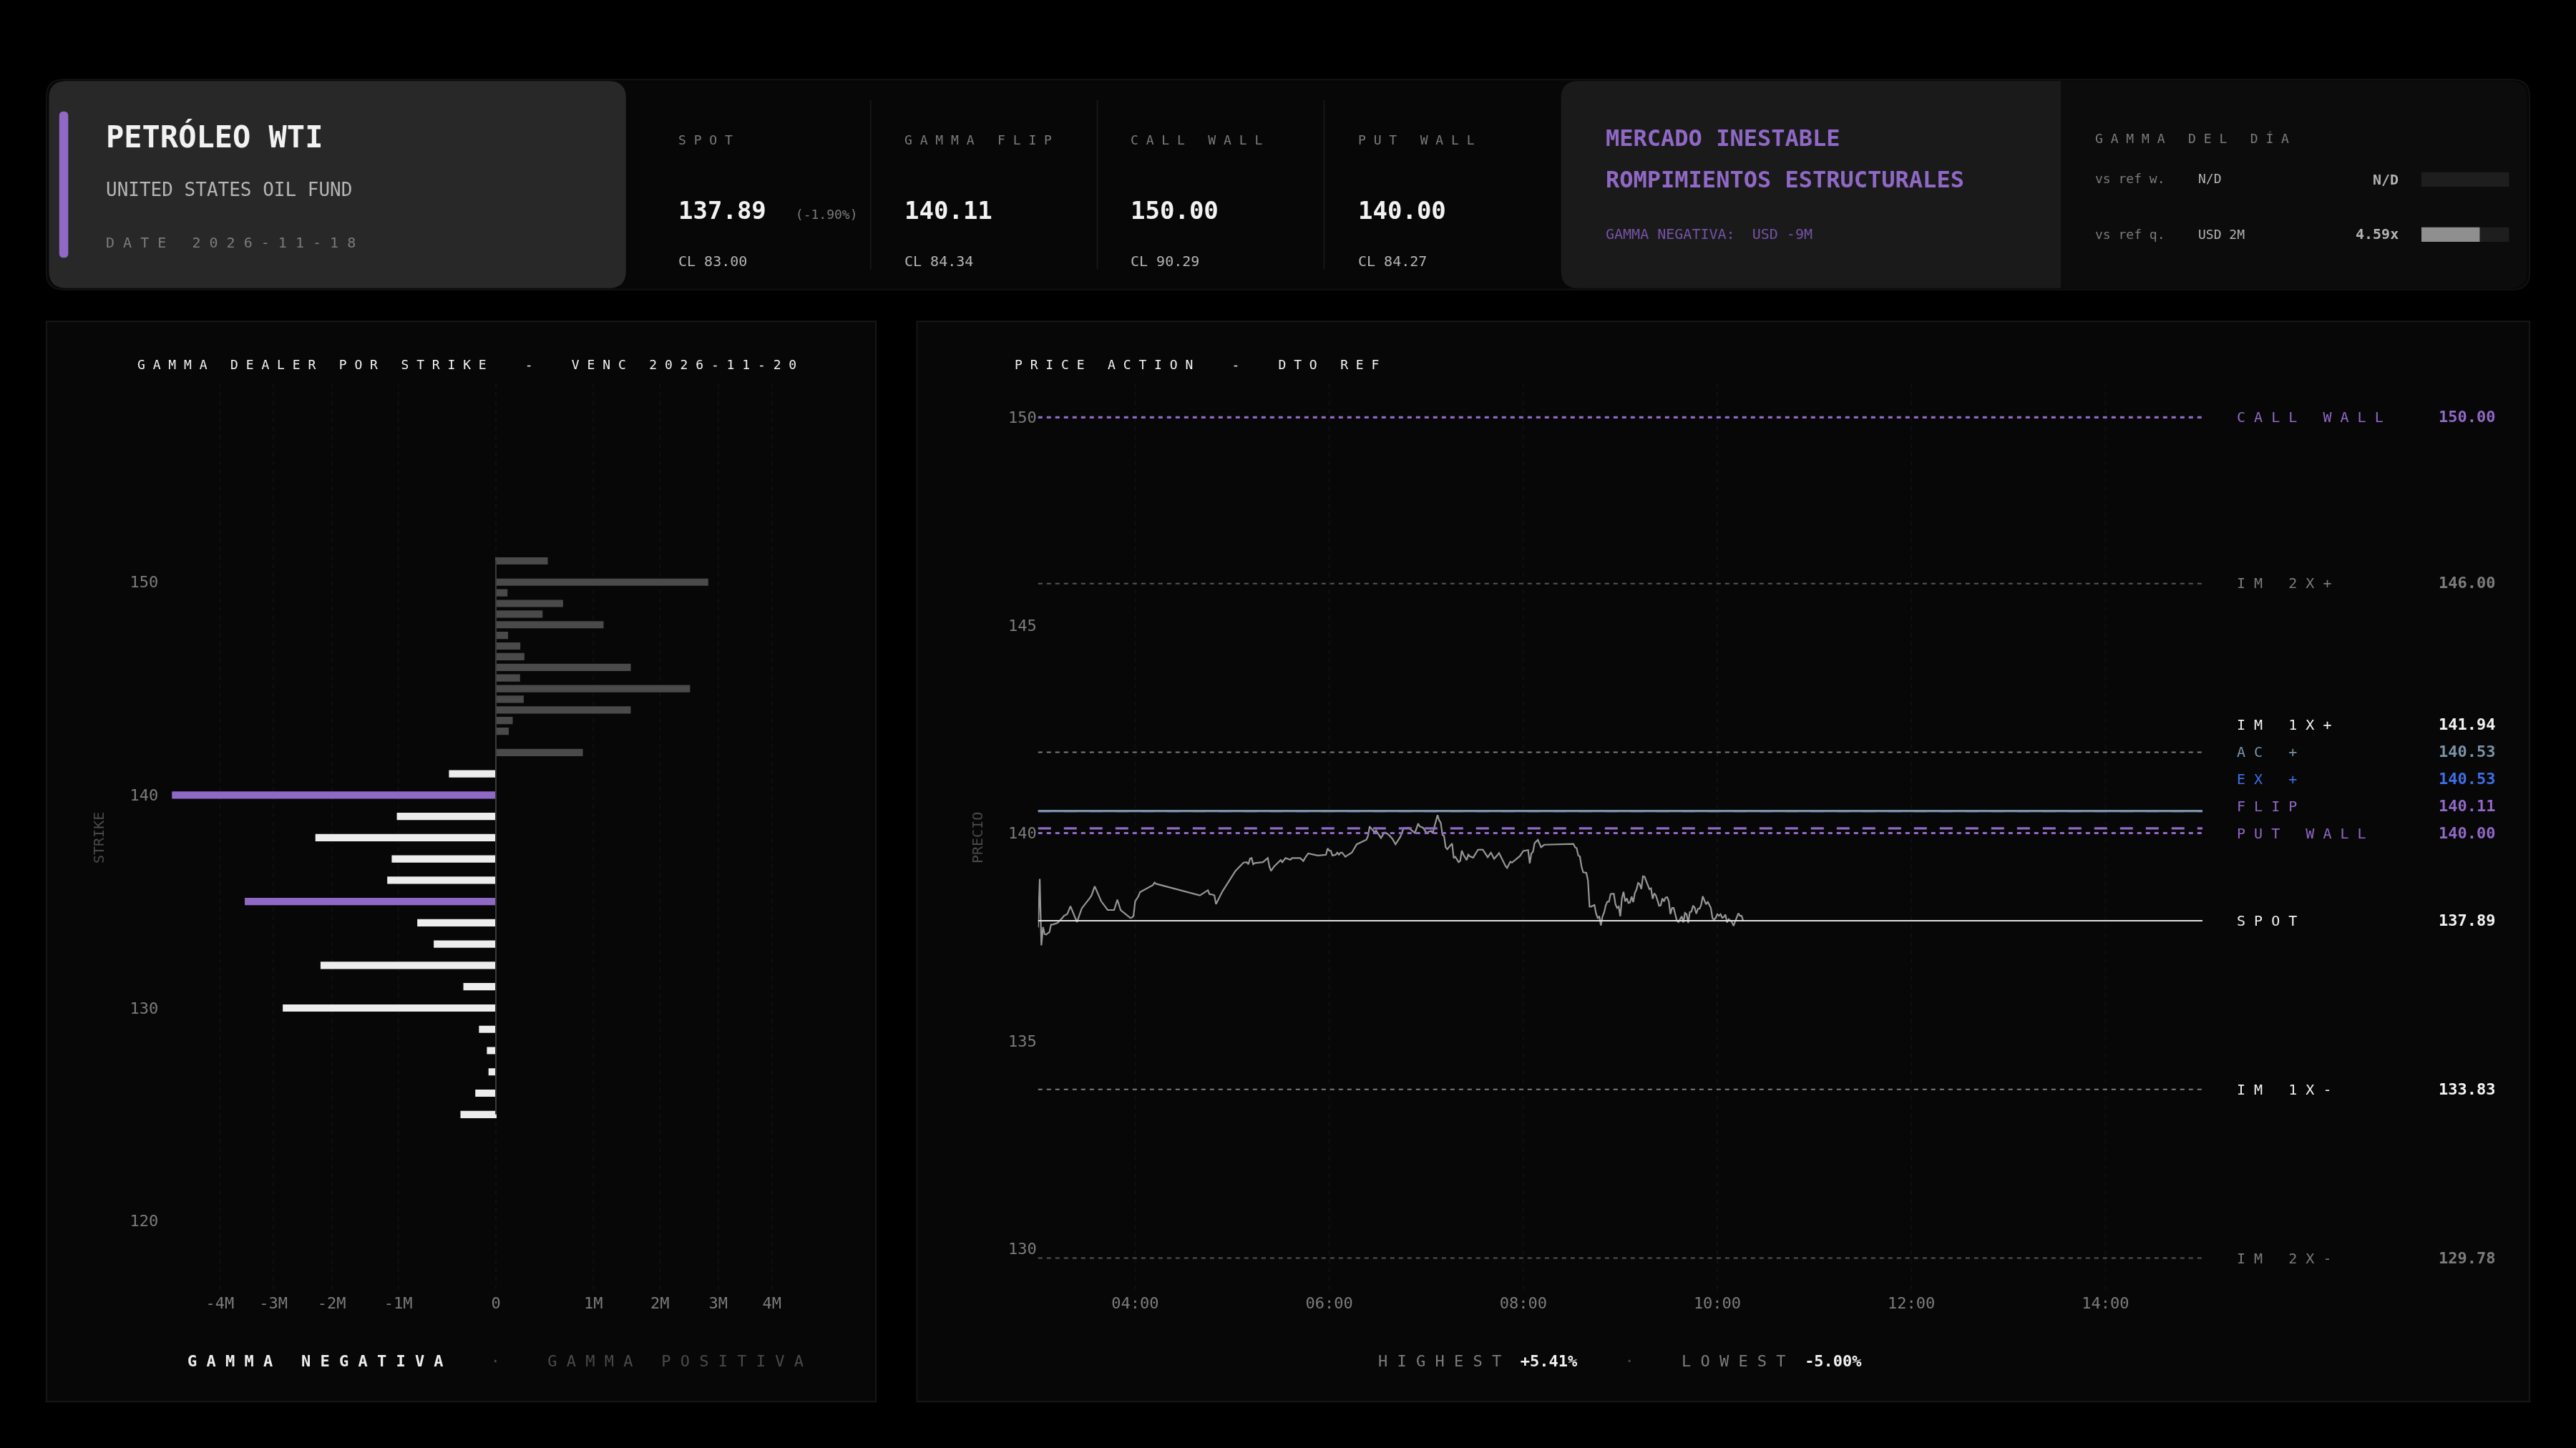 PETRÓLEO WTI
UNITED STATES OIL FUND
DATE 2026-11-18
SPOT
137.89 (-1.90%)
CL 83.00
GAMMA FLIP
140.11
CL 84.34
CALL WALL
150.00
CL 90.29
PUT WALL
140.00
CL 84.27
MERCADO INESTABLE
ROMPIMIENTOS ESTRUCTURALES
GAMMA NEGATIVA: USD -9M
GAMMA DEL DÍA
vs ref w. N/D N/D
vs ref q. USD 2M 4.59x
GAMMA DEALER POR STRIKE - VENC 2026-11-20
STRIKE
150
140
130
120
-4M -3M -2M -1M 0 1M 2M 3M 4M
GAMMA NEGATIVA · GAMMA POSITIVA
PRICE ACTION - DTO REF
PRECIO
150
145
140
135
130
04:00 06:00 08:00 10:00 12:00 14:00
CALL WALL 150.00
IM 2X+ 146.00
IM 1X+ 141.94
AC + 140.53
EX + 140.53
FLIP 140.11
PUT WALL 140.00
SPOT 137.89
IM 1X- 133.83
IM 2X- 129.78
HIGHEST +5.41% · LOWEST -5.00%